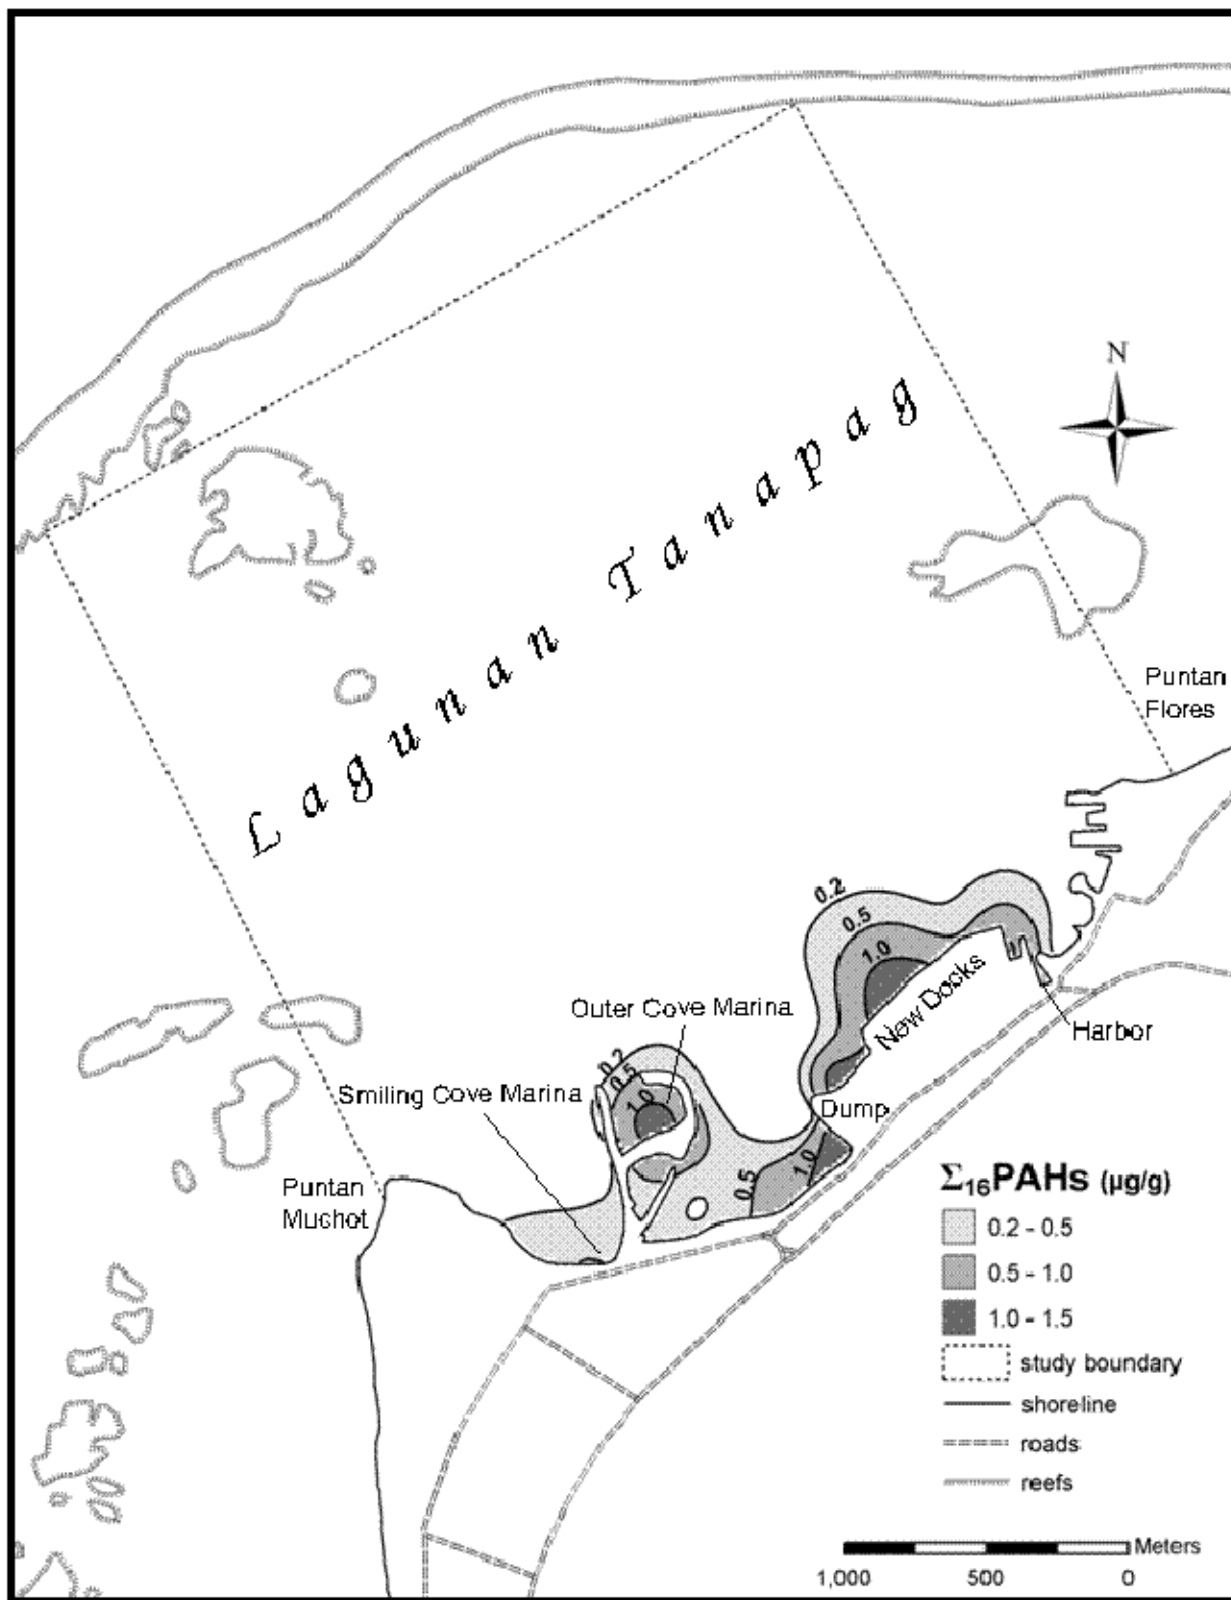 N
Lagunan Tanapag
Puntan
Flores
0.2
0.5
1.0
New Docks
Harbor
Outer Cove Marina
0.2
0.5
1.0
Smiling Cove Marina
Dump
0.5
1.0
Puntan
Muchot
Σ16PAHs (µg/g)
0.2 - 0.5
0.5 - 1.0
1.0 - 1.5
study boundary
shoreline
roads
reefs
Meters
1,000 500 0